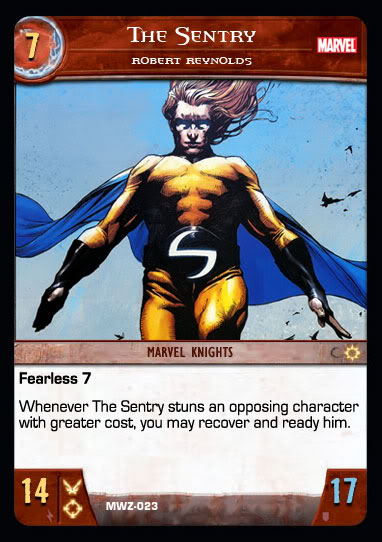 7
THE SENTRY
ROBERT REYNOLDS
MARVEL
S
MARVEL KNIGHTS
C
Fearless 7
Whenever The Sentry stuns an opposing character
with greater cost, you may recover and ready him.
14
MWZ-023
17